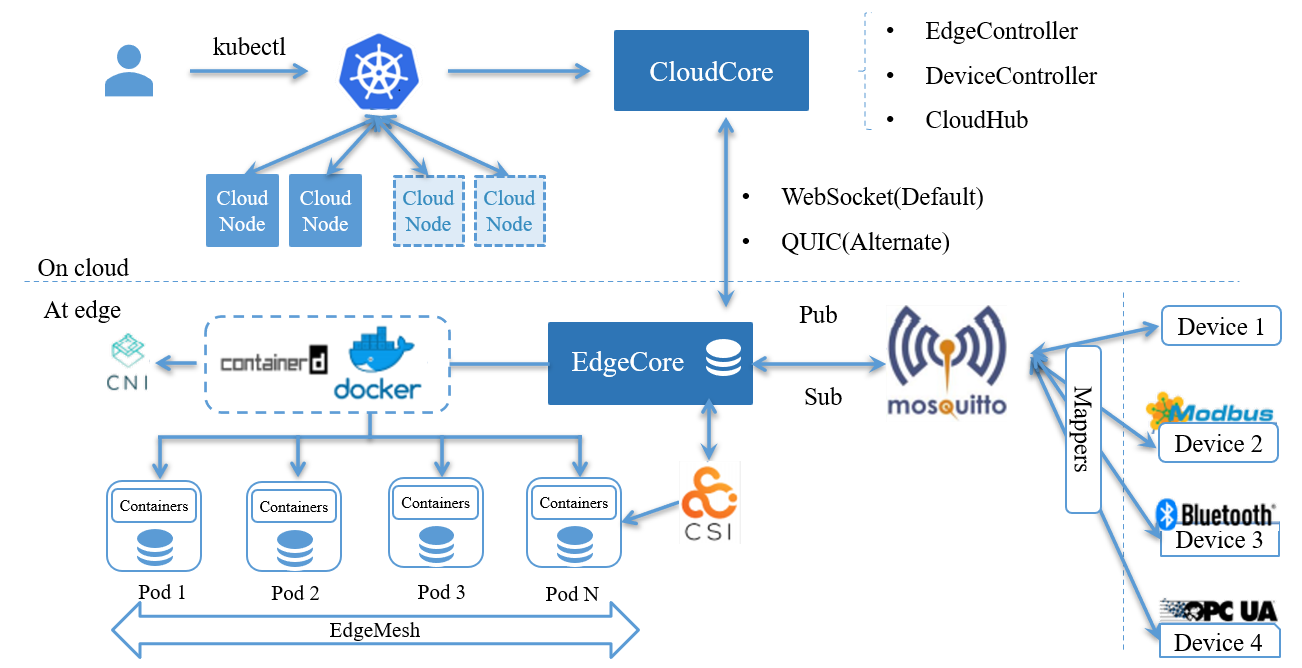 kubectl
CloudCore
• EdgeController
• DeviceController
• CloudHub
Cloud
Node
Cloud
Node
Cloud
Node
Cloud
Node
• WebSocket(Default)
• QUIC(Alternate)
On cloud
At edge
CNI
containerd
docker
EdgeCore
Pub
Sub
mosquitto
Mappers
Device 1
Modbus
Device 2
Bluetooth®
Device 3
OPC UA
Device 4
CSI
Containers
Containers
Containers
Containers
Pod 1
Pod 2
Pod 3
Pod N
EdgeMesh